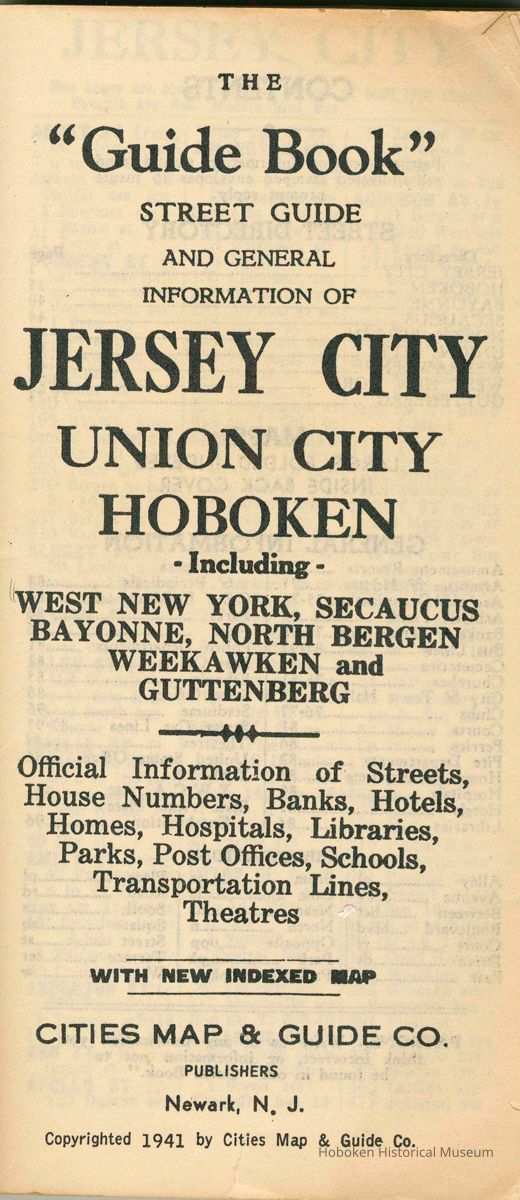 THE
“Guide Book”
STREET GUIDE
AND GENERAL
INFORMATION OF
JERSEY CITY
UNION CITY
HOBOKEN
- Including -
WEST NEW YORK, SECAUCUS
BAYONNE, NORTH BERGEN
WEEKAWKEN and
GUTTENBERG
Official Information of Streets,
House Numbers, Banks, Hotels,
Homes, Hospitals, Libraries,
Parks, Post Offices, Schools,
Transportation Lines,
Theatres
WITH NEW INDEXED MAP
CITIES MAP & GUIDE CO.
PUBLISHERS
Newark, N. J.
Copyrighted 1941 by Cities Map & Guide Co.
Hoboken Historical Museum